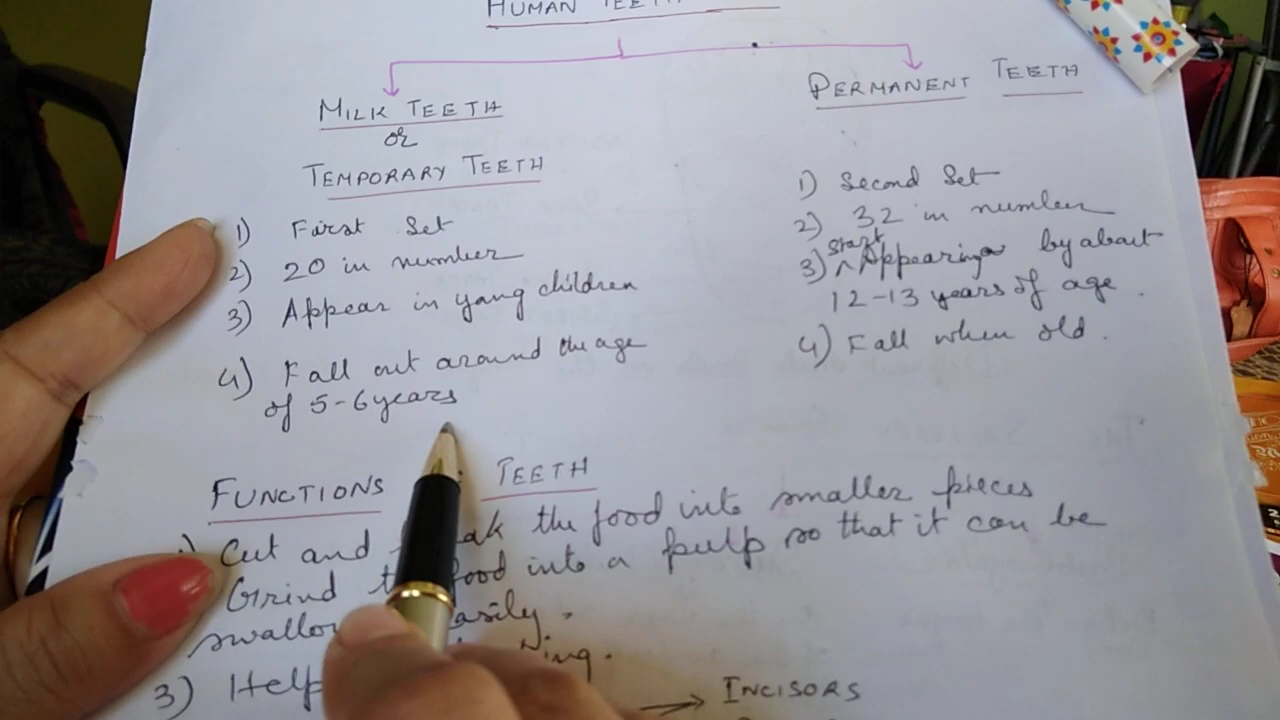 HUMAN TEETH
MILK TEETH
or
TEMPORARY TEETH
1) First Set
2) 20 in number
3) Appear in young children
4) Fall out around the age
of 5-6 years
PERMANENT TEETH
1) Second Set
2) 32 in number
3) start Appearing by about
12-13 years of age.
4) Fall when old.
FUNCTIONS TEETH
Cut and the food into smaller pieces
Grind food into a pulp so that it can be
easily.
3) Help
→ INCISORS